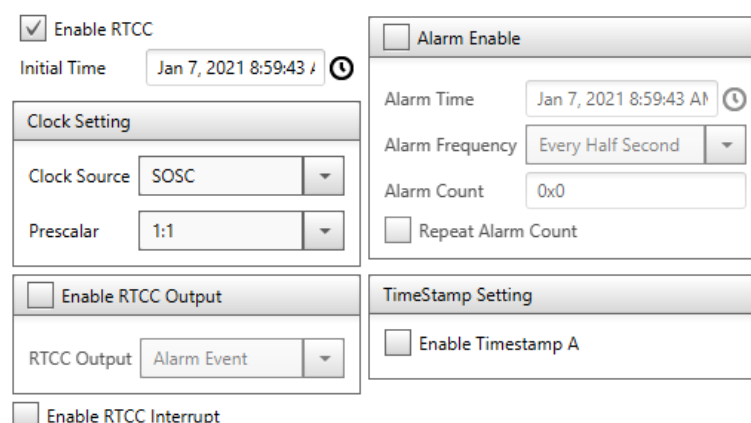 Enable RTCC
Initial Time Jan 7, 2021 8:59:43 A
Clock Setting
Clock Source SOSC
Prescalar 1:1
Enable RTCC Output
RTCC Output Alarm Event
Enable RTCC Interrupt
Alarm Enable
Alarm Time Jan 7, 2021 8:59:43 AM
Alarm Frequency Every Half Second
Alarm Count 0x0
Repeat Alarm Count
TimeStamp Setting
Enable Timestamp A